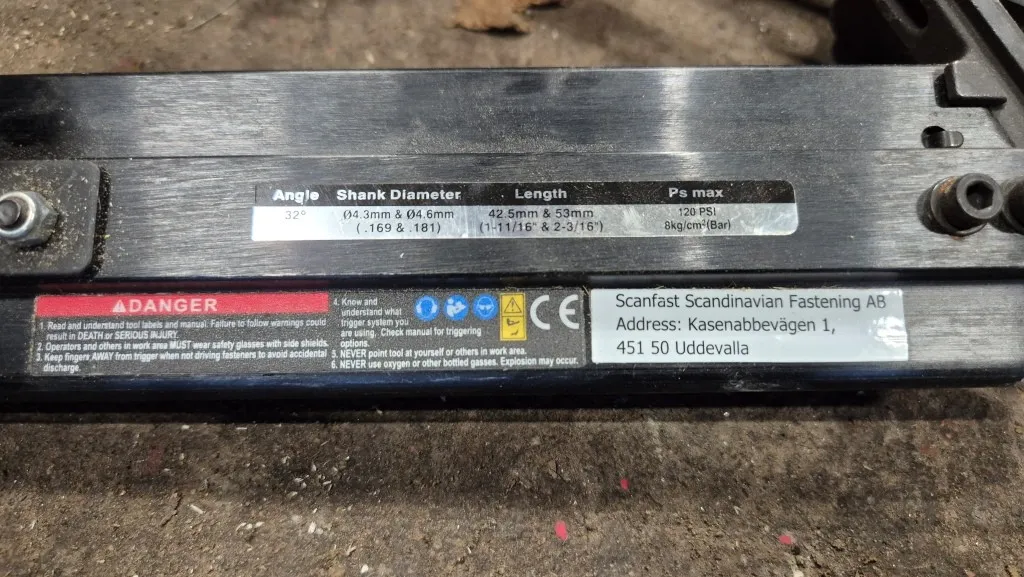 Angle Shank Diameter Length Ps max
32° Ø4.3mm & Ø4.6mm 42.5mm & 53mm 120 PSI
( .169 & .181) (1-11/16" & 2-3/16") 8kg/cm²(Bar)
DANGER
1. Read and understand tool labels and manual. Failure to follow warnings could
result in DEATH or SERIOUS INJURY.
2. Operators and others in work area MUST wear safety glasses with side shields.
3. Keep fingers AWAY from trigger when not driving fasteners to avoid accidental
discharge.
4. Know and
understand what
trigger system you
are using. Check manual for triggering
options.
5. NEVER point tool at yourself or others in work area.
6. NEVER use oxygen or other bottled gasses. Explosion may occur.
CE
Scanfast Scandinavian Fastening AB
Address: Kasenabbevägen 1,
451 50 Uddevalla